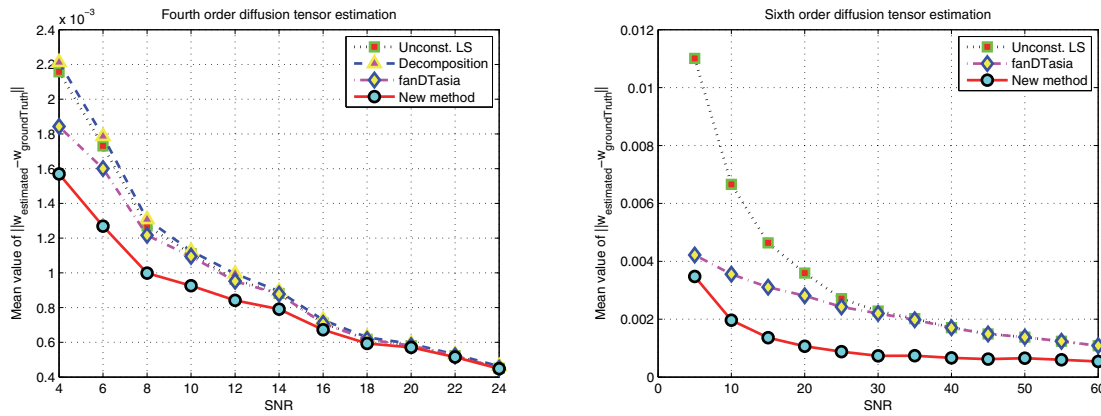 Fourth order diffusion tensor estimation
x 10⁻³
2.4
2.2
2
1.8
1.6
1.4
1.2
1
0.8
0.6
0.4
Mean value of ||w_estimated-w_groundTruth||
Unconst. LS
Decomposition
fanDTasia
New method
4 6 8 10 12 14 16 18 20 22 24
SNR
Sixth order diffusion tensor estimation
0.012
0.01
0.008
0.006
0.004
0.002
0
Mean value of ||w_estimated-w_groundTruth||
Unconst. LS
fanDTasia
New method
0 10 20 30 40 50 60
SNR